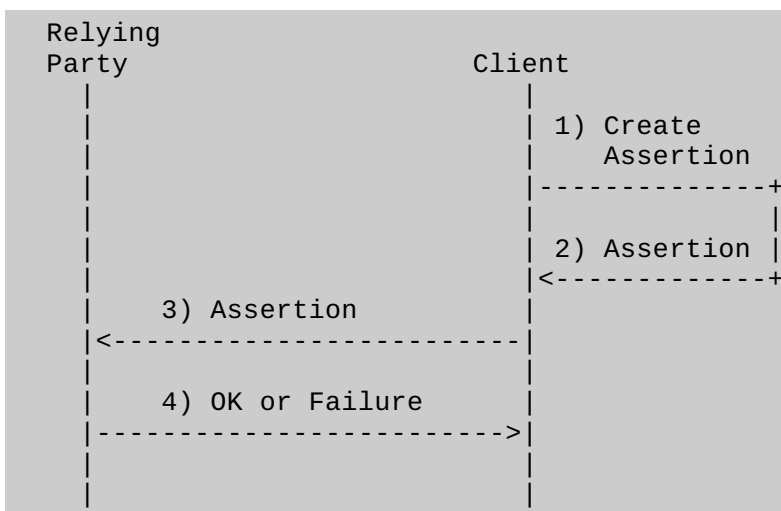 Relying
Party Client
1) Create
Assertion
2) Assertion
3) Assertion
4) OK or Failure